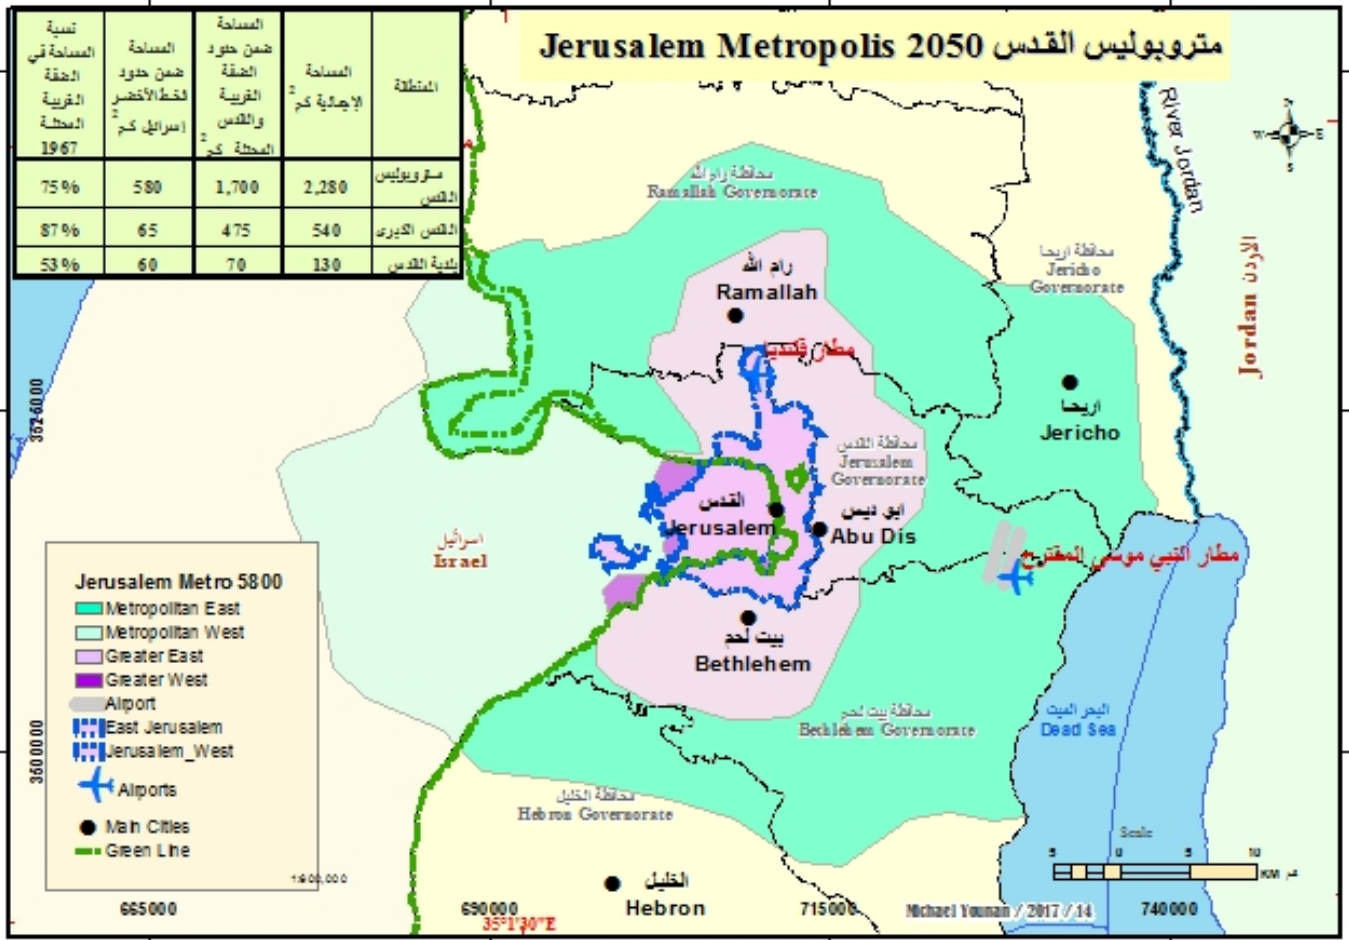 متروبوليس القدس Jerusalem Metropolis 2050
المنطقة
المساحة
الإجمالية كم2
المساحة
ضمن حدود
الضفة
الغربية
والقدس
المحتلة كم2
المساحة
ضمن حدود
الخط الأخضر
إسرائيل كم2
نسبة
المساحة في
الضفة
الغربية
المحتلة
1967
متروبوليس
القدس
2,280
1,700
580
75%
القدس الكبرى
540
475
65
87%
بلدية القدس
130
70
60
53%
River Jordan
N
W
E
S
محافظة رام الله
Ramallah Governorate
محافظة اريحا
Jericho
Governorate
Jordan الاردن
رام الله
Ramallah
مطار قلنديا
اريحا
Jericho
محافظة القدس
Jerusalem
Governorate
القدس
Jerusalem
ابو ديس
Abu Dis
اسرائيل
Israel
مطار النبي موسى المقترح
بيت لحم
Bethlehem
محافظة بيت لحم
Bethlehem Governorate
البحر الميت
Dead Sea
محافظة الخليل
Hebron Governorate
الخليل
Hebron
Jerusalem Metro 5800
Metropolitan East
Metropolitan West
Greater East
Greater West
Airport
East Jerusalem
Jerusalem_West
Airports
Main Cities
Green Line
Scale
5 0 5 10
KM كم
Michael Younan / 2017 / 14
665000
690000
715000
740000
35°1'30"E